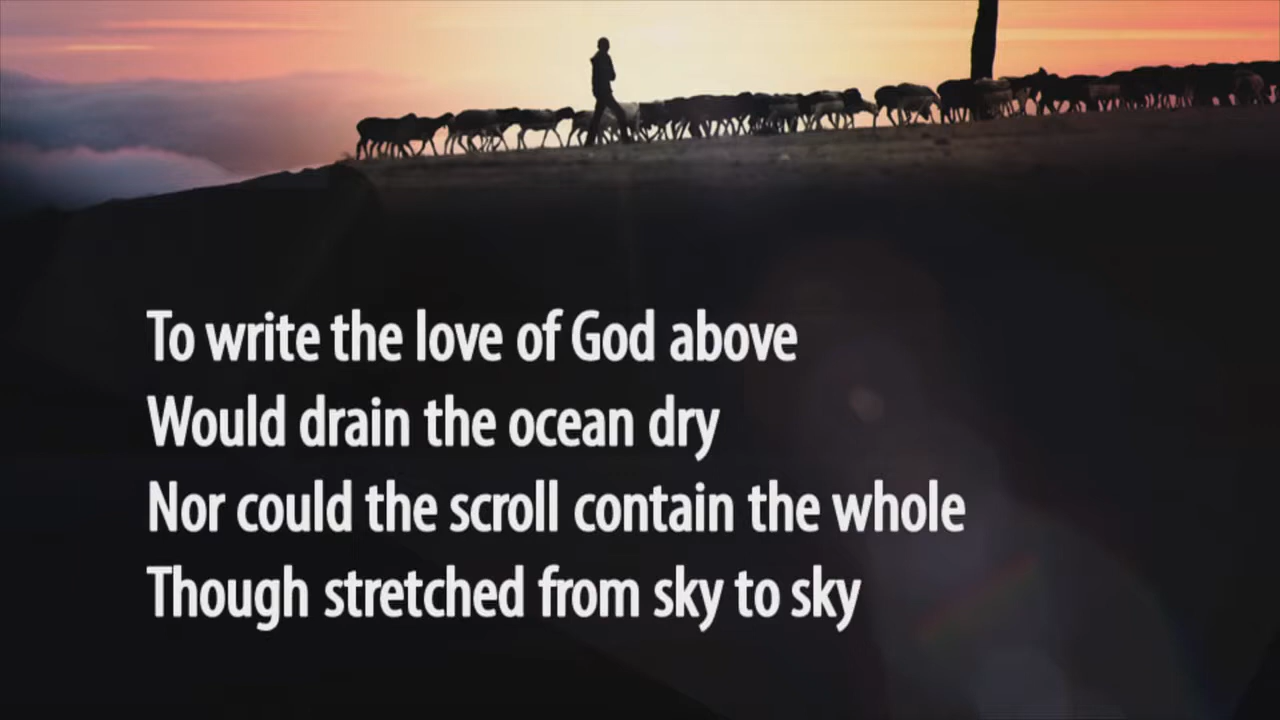 To write the love of God above
Would drain the ocean dry
Nor could the scroll contain the whole
Though stretched from sky to sky